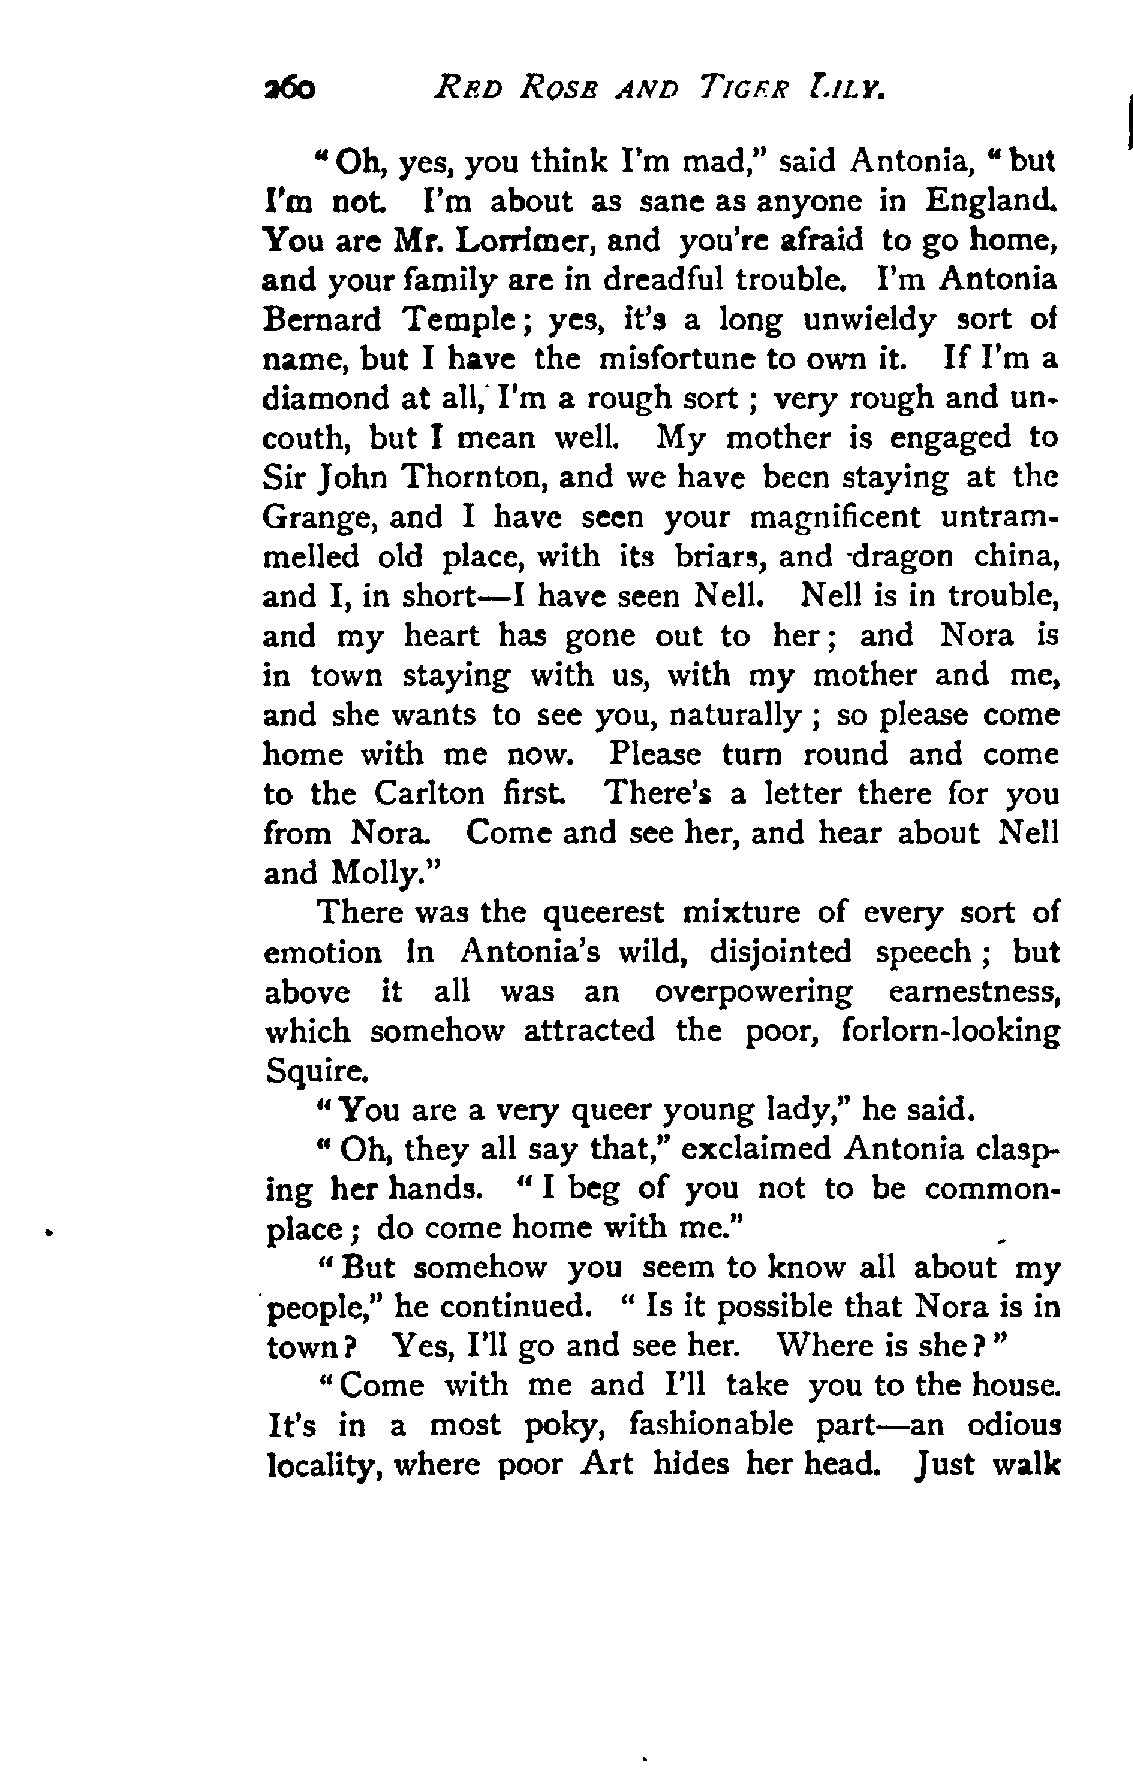 260 RED ROSE AND TIGER LILY.
“Oh, yes, you think I'm mad,” said Antonia, “but
I'm not. I'm about as sane as anyone in England.
You are Mr. Lorrimer, and you're afraid to go home,
and your family are in dreadful trouble. I'm Antonia
Bernard Temple; yes, it's a long unwieldy sort of
name, but I have the misfortune to own it. If I'm a
diamond at all, I'm a rough sort; very rough and un-
couth, but I mean well. My mother is engaged to
Sir John Thornton, and we have been staying at the
Grange, and I have seen your magnificent untram-
melled old place, with its briars, and dragon china,
and I, in short—I have seen Nell. Nell is in trouble,
and my heart has gone out to her; and Nora is
in town staying with us, with my mother and me,
and she wants to see you, naturally; so please come
home with me now. Please turn round and come
to the Carlton first. There's a letter there for you
from Nora. Come and see her, and hear about Nell
and Molly.”
There was the queerest mixture of every sort of
emotion in Antonia's wild, disjointed speech; but
above it all was an overpowering earnestness,
which somehow attracted the poor, forlorn-looking
Squire.
“You are a very queer young lady,” he said.
“Oh, they all say that,” exclaimed Antonia clasp-
ing her hands. “I beg of you not to be common-
place; do come home with me.”
“But somehow you seem to know all about my
people,” he continued. “Is it possible that Nora is in
town? Yes, I'll go and see her. Where is she?”
“Come with me and I'll take you to the house.
It's in a most poky, fashionable part—an odious
locality, where poor Art hides her head. Just walk